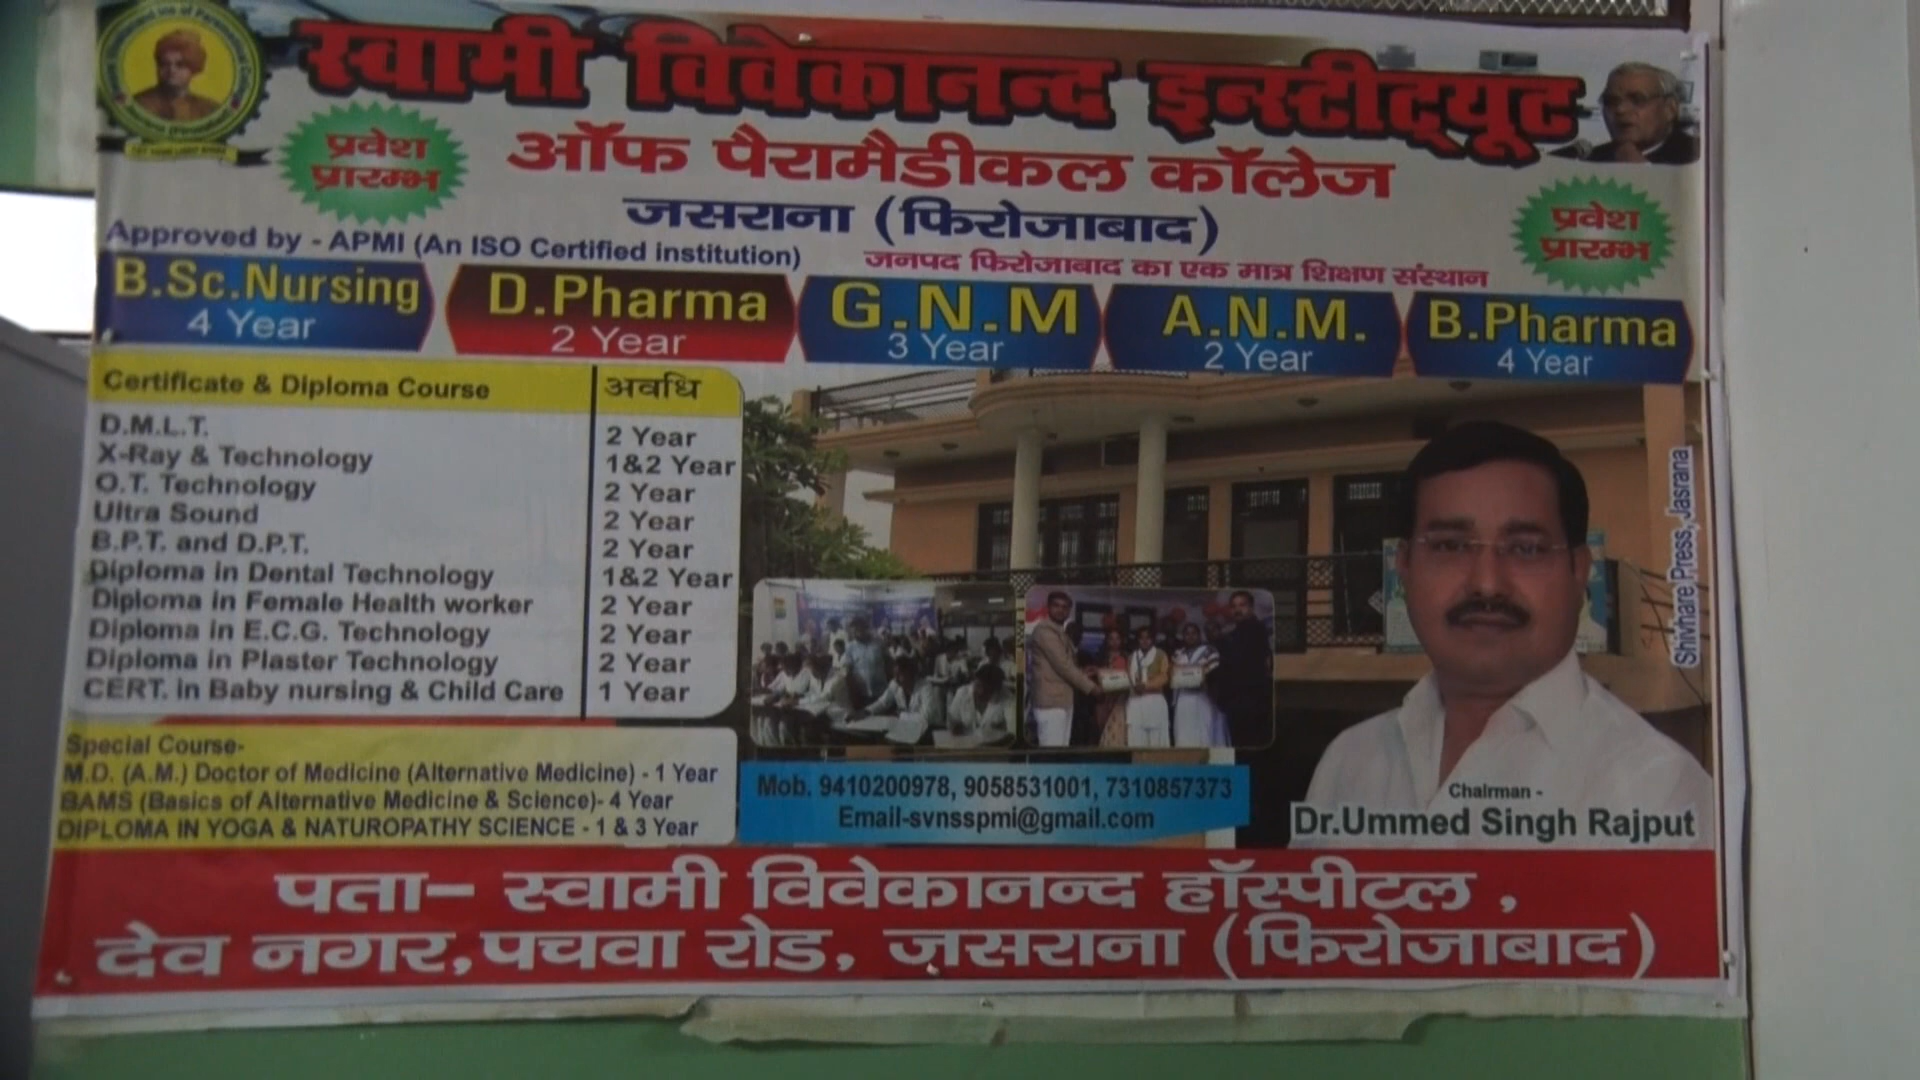 स्वामी विवेकानन्द इन्स्टीट्यूट
ऑफ पैरामैडीकल कॉलेज
प्रवेश
प्रारम्भ
जसराना (फिरोजाबाद)
प्रवेश
प्रारम्भ
Approved by - APMI (An ISO Certified institution)
जनपद फिरोजाबाद का एक मात्र शिक्षण संस्थान
B.Sc.Nursing
4 Year
D.Pharma
2 Year
G.N.M
3 Year
A.N.M.
2 Year
B.Pharma
4 Year
Certificate & Diploma Course अवधि
D.M.L.T. 2 Year
X-Ray & Technology 1&2 Year
O.T. Technology 2 Year
Ultra Sound 2 Year
B.P.T. and D.P.T. 2 Year
Diploma in Dental Technology 1&2 Year
Diploma in Female Health worker 2 Year
Diploma in E.C.G. Technology 2 Year
Diploma in Plaster Technology 2 Year
CERT. in Baby nursing & Child Care 1 Year
Special Course-
M.D. (A.M.) Doctor of Medicine (Alternative Medicine) - 1 Year
BAMS (Basics of Alternative Medicine & Science)- 4 Year
DIPLOMA IN YOGA & NATUROPATHY SCIENCE - 1 & 3 Year
Mob. 9410200978, 9058531001, 7310857373
Email-svnsspmi@gmail.com
Chairman -
Dr.Ummed Singh Rajput
Shivhare Press, Jasrana
पता– स्वामी विवेकानन्द हॉस्पीटल ,
देव नगर,पचवा रोड, जसराना (फिरोजाबाद)